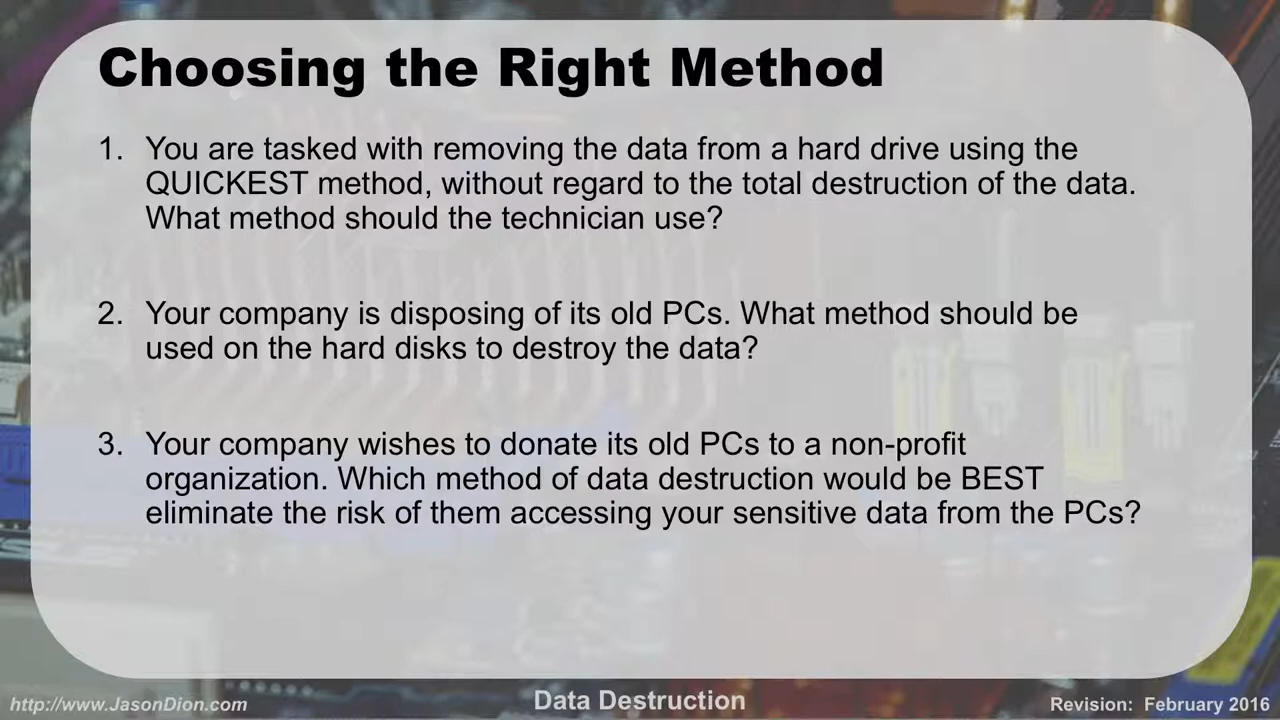 Choosing the Right Method
1. You are tasked with removing the data from a hard drive using the
QUICKEST method, without regard to the total destruction of the data.
What method should the technician use?
2. Your company is disposing of its old PCs. What method should be
used on the hard disks to destroy the data?
3. Your company wishes to donate its old PCs to a non-profit
organization. Which method of data destruction would be BEST
eliminate the risk of them accessing your sensitive data from the PCs?
http://www.JasonDion.com
Data Destruction
Revision: February 2016